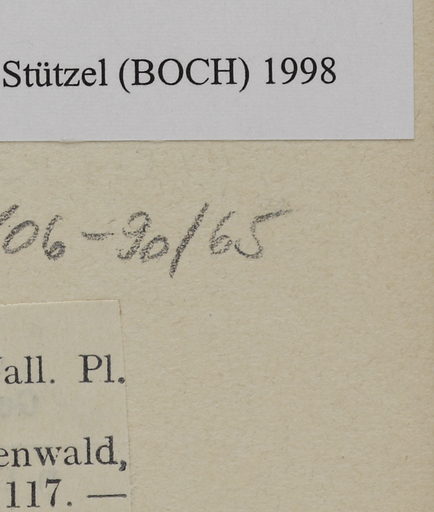 Stützel (BOCH) 1998
06-90/65
all. Pl.
enwald,
117. —